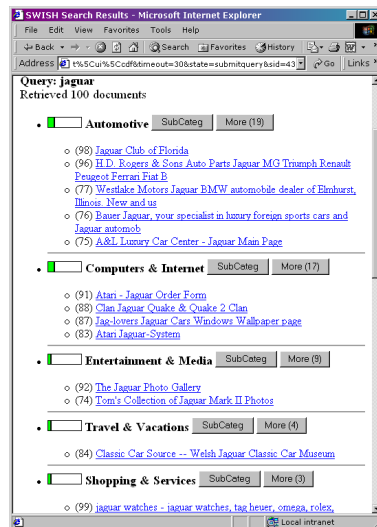 SWISH Search Results - Microsoft Internet Explorer
File Edit View Favorites Tools Help
Back Search Favorites History
Address t%5Cui%5Ccdf&timeout=30&state=submitquery&sid=43 Go Links
Query: jaguar
Retrieved 100 documents
Automotive SubCateg More (19)
(98) Jaguar Club of Florida
(96) H.D. Rogers & Sons Auto Parts Jaguar MG Triumph Renault
Peugeot Ferrari Fiat B
(77) Westlake Motors Jaguar BMW automobile dealer of Elmhurst,
Illinois. New and us
(76) Bauer Jaguar, your specialist in luxury foreign sports cars and
Jaguar automob
(75) A&L Luxury Car Center - Jaguar Main Page
Computers & Internet SubCateg More (17)
(91) Atari - Jaguar Order Form
(88) Clan Jaguar Quake & Quake 2 Clan
(87) Jag-lovers Jaguar Cars Windows Wallpaper page
(83) Atari Jaguar-System
Entertainment & Media SubCateg More (9)
(92) The Jaguar Photo Gallery
(74) Tom's Collection of Jaguar Mark II Photos
Travel & Vacations SubCateg More (4)
(84) Classic Car Source -- Welsh Jaguar Classic Car Museum
Shopping & Services SubCateg More (3)
(99) jaguar watches - jaguar watches, tag heuer, omega, rolex,
Local intranet